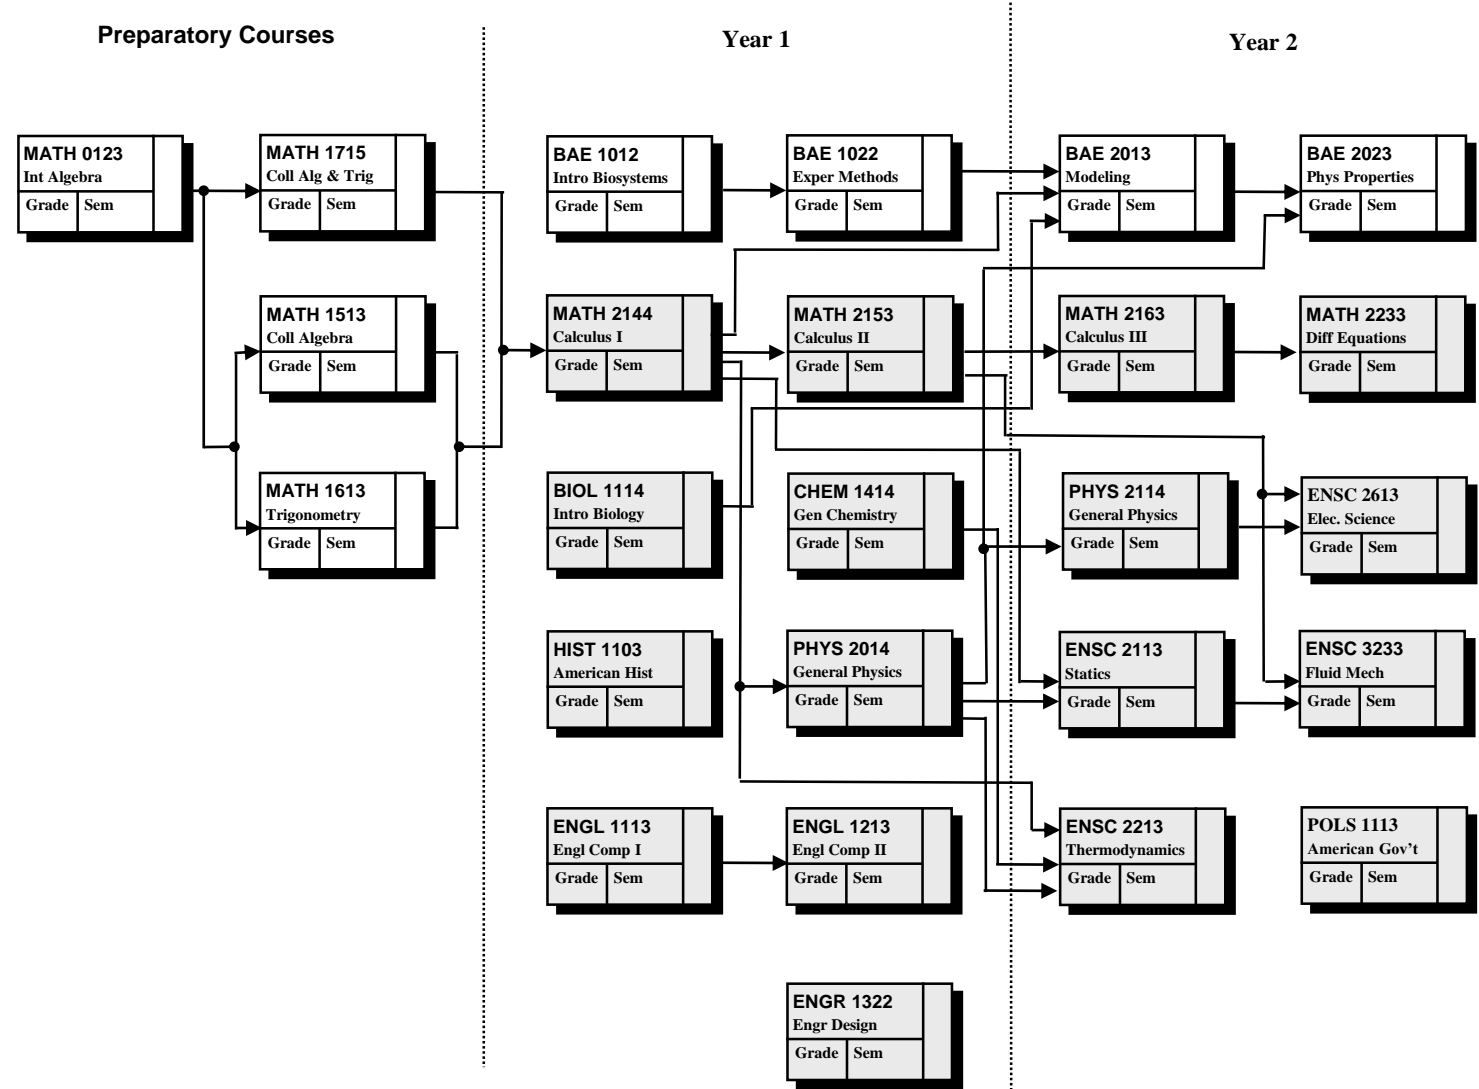 Preparatory Courses
Year 1
Year 2
MATH 0123
Int Algebra
Grade Sem
MATH 1715
Coll Alg & Trig
Grade Sem
BAE 1012
Intro Biosystems
Grade Sem
BAE 1022
Exper Methods
Grade Sem
BAE 2013
Modeling
Grade Sem
BAE 2023
Phys Properties
Grade Sem
MATH 1513
Coll Algebra
Grade Sem
MATH 2144
Calculus I
Grade Sem
MATH 2153
Calculus II
Grade Sem
MATH 2163
Calculus III
Grade Sem
MATH 2233
Diff Equations
Grade Sem
MATH 1613
Trigonometry
Grade Sem
BIOL 1114
Intro Biology
Grade Sem
CHEM 1414
Gen Chemistry
Grade Sem
PHYS 2114
General Physics
Grade Sem
ENSC 2613
Elec. Science
Grade Sem
HIST 1103
American Hist
Grade Sem
PHYS 2014
General Physics
Grade Sem
ENSC 2113
Statics
Grade Sem
ENSC 3233
Fluid Mech
Grade Sem
ENGL 1113
Engl Comp I
Grade Sem
ENGL 1213
Engl Comp II
Grade Sem
ENSC 2213
Thermodynamics
Grade Sem
POLS 1113
American Gov't
Grade Sem
ENGR 1322
Engr Design
Grade Sem